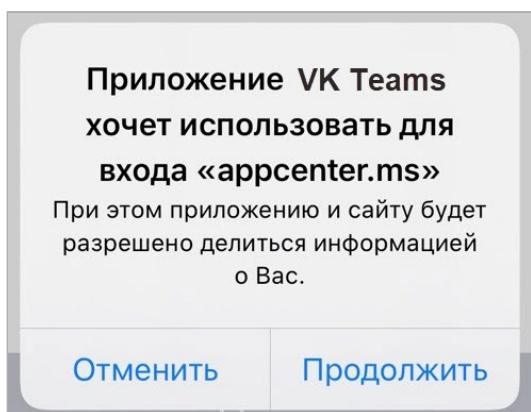 Приложение VK Teams
хочет использовать для
входа «appcenter.ms»
При этом приложению и сайту будет
разрешено делиться информацией
о Вас.
Отменить
Продолжить